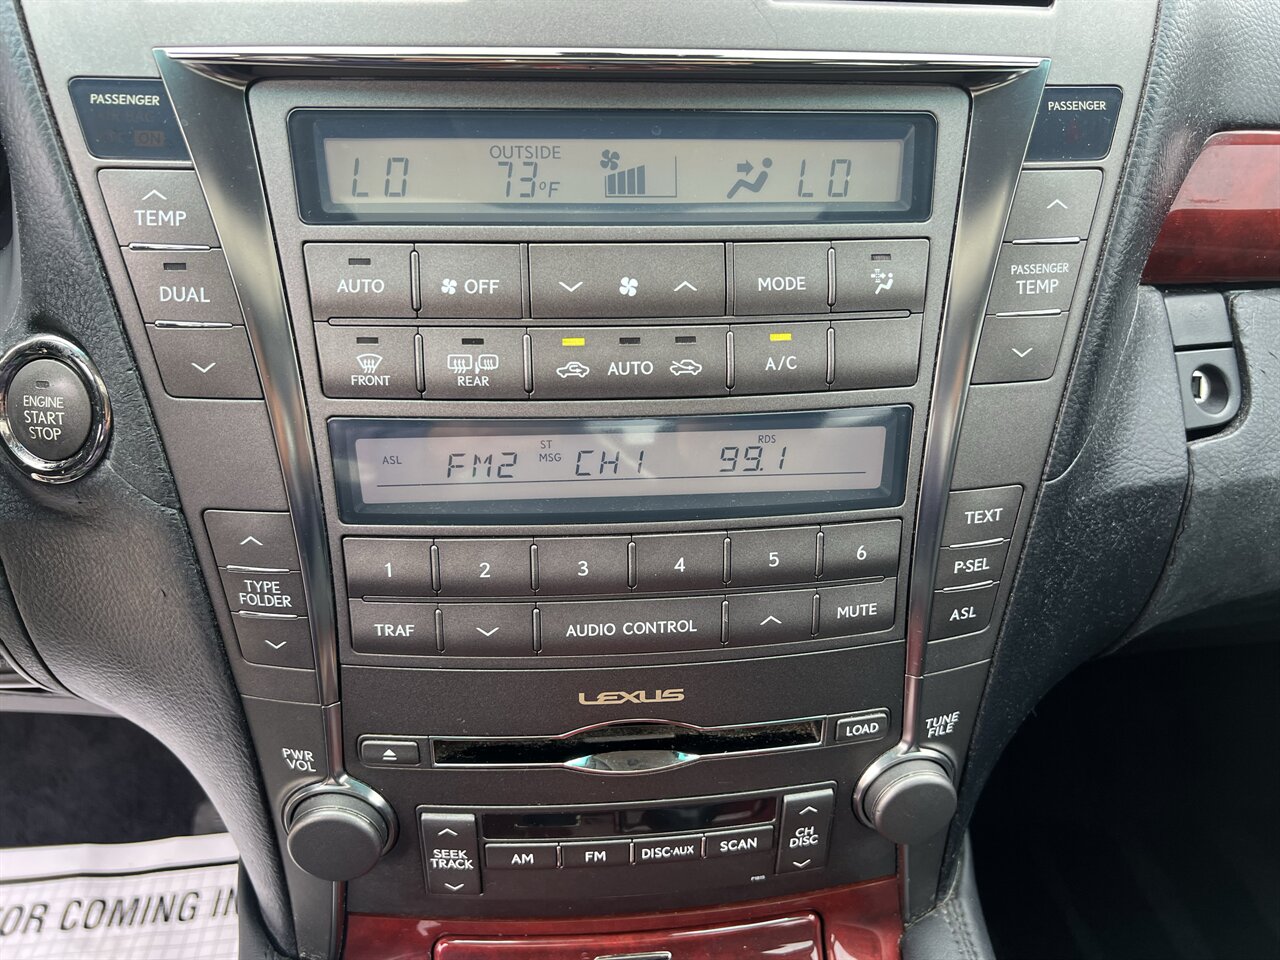 PASSENGER
AIR BAG
ON
PASSENGER
LO
OUTSIDE
73°F
LO
TEMP
AUTO
OFF
MODE
PASSENGER
TEMP
DUAL
FRONT
REAR
AUTO
A/C
ENGINE
START
STOP
ASL
FM2
ST
MSG
CH1
RDS
99.1
1
2
3
4
5
6
TEXT
P·SEL
ASL
TYPE
FOLDER
TRAF
AUDIO CONTROL
MUTE
LEXUS
LOAD
TUNE
FILE
PWR
VOL
SEEK
TRACK
AM
FM
DISC·AUX
SCAN
CH
DISC
OR COMING IN